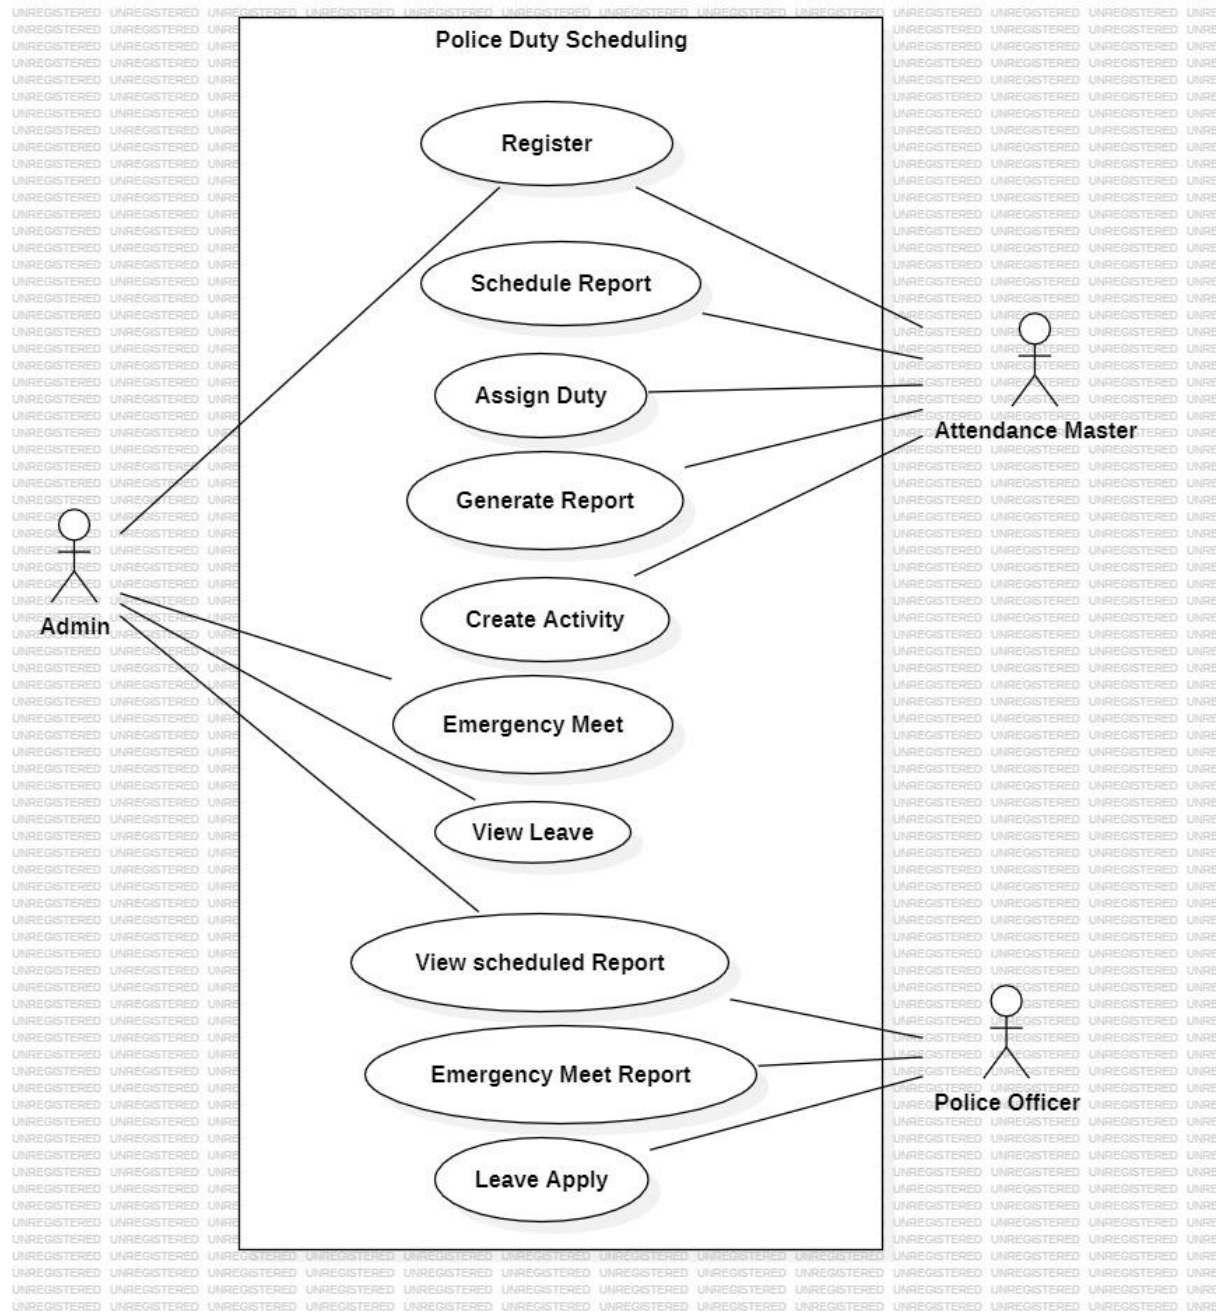 Police Duty Scheduling
Register
Schedule Report
Assign Duty
Attendance Master
Generate Report
Create Activity
Admin
Emergency Meet
View Leave
View scheduled Report
Emergency Meet Report
Police Officer
Leave Apply
UNREGISTERED